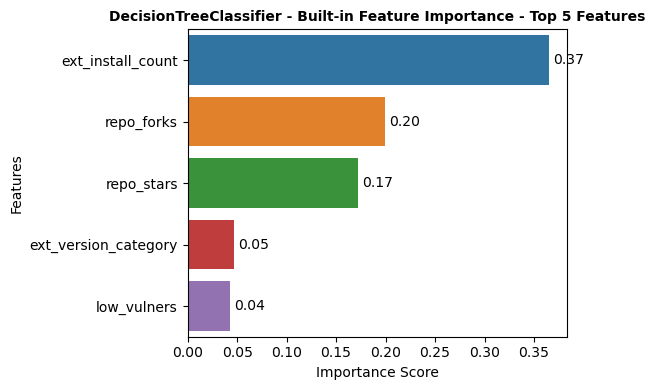 DecisionTreeClassifier - Built-in Feature Importance - Top 5 Features
ext_install_count
0.37
repo_forks
0.20
repo_stars
0.17
ext_version_category
0.05
low_vulners
0.04
Features
0.00 0.05 0.10 0.15 0.20 0.25 0.30 0.35
Importance Score